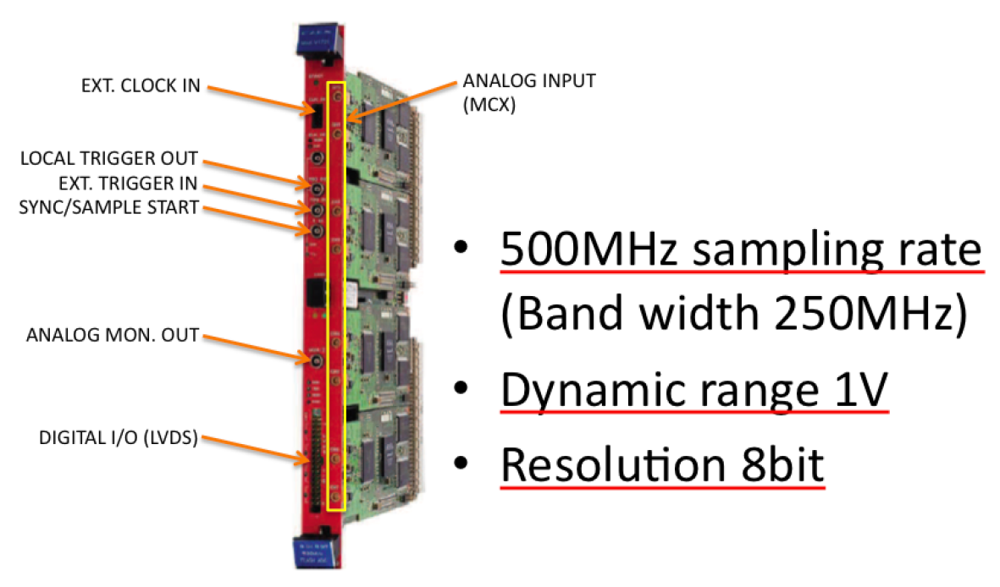 EXT. CLOCK IN
ANALOG INPUT
(MCX)
LOCAL TRIGGER OUT
EXT. TRIGGER IN
SYNC/SAMPLE START
ANALOG MON. OUT
DIGITAL I/O (LVDS)
• 500MHz sampling rate
(Band width 250MHz)
• Dynamic range 1V
• Resolution 8bit